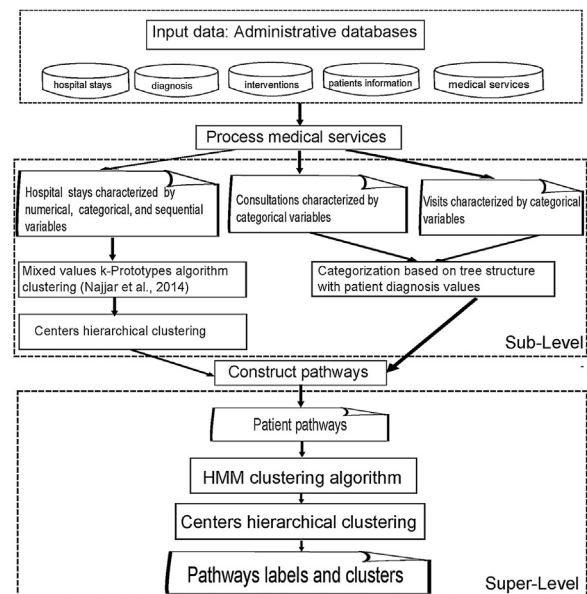 Input data: Administrative databases
hospital stays
diagnosis
interventions
patients information
medical services
Process medical services
Hospital stays characterized by
numerical, categorical, and sequential
variables
Consultations characterized by
categorical variables
Visits characterized by categorical
variables
Mixed values k-Prototypes algorithm
clustering (Najjar et al., 2014)
Categorization based on tree structure
with patient diagnosis values
Centers hierarchical clustering
Sub-Level
Construct pathways
Patient pathways
HMM clustering algorithm
Centers hierarchical clustering
Pathways labels and clusters
Super-Level